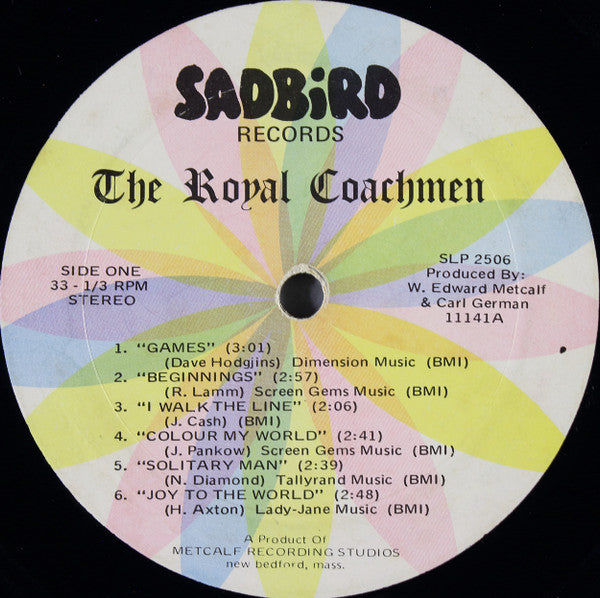 SADBiRD
RECORDS
The Royal Coachmen
SIDE ONE
33 - 1/3 RPM
STEREO
SLP 2506
Produced By:
W. Edward Metcalf
& Carl German
11141A
1. "GAMES" (3:01)
(Dave Hodgjins) Dimension Music (BMI)
2. "BEGINNINGS" (2:57)
(R. Lamm) Screen Gems Music (BMI)
3. "I WALK THE LINE" (2:06)
(J. Cash) (BMI)
4. "COLOUR MY WORLD" (2:41)
(J. Pankow) Screen Gems Music (BMI)
5. "SOLITARY MAN" (2:39)
(N. Diamond) Tallyrand Music (BMI)
6. "JOY TO THE WORLD" (2:48)
(H. Axton) Lady-Jane Music (BMI)
A Product Of
METCALF RECORDING STUDIOS
new bedford, mass.